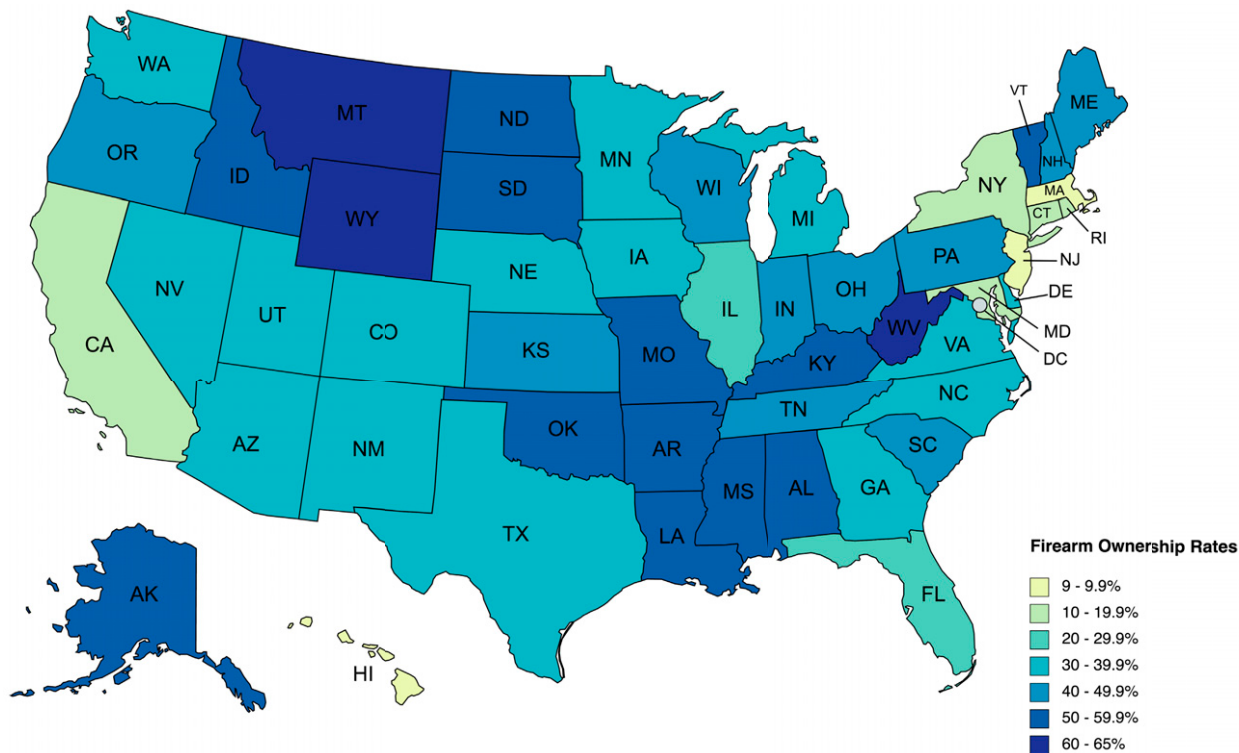 WA
MT
ND
MN
VT
ME
OR
ID
SD
WI
NH
NY
MA
WY
MI
CT
RI
IA
PA
NJ
NE
NV
OH
DE
UT
IL
IN
CO
WV
MD
CA
KS
MO
VA
DC
KY
NC
TN
OK
AZ
NM
AR
SC
MS
AL
GA
TX
LA
AK
FL
HI
Firearm Ownership Rates
9 - 9.9%
10 - 19.9%
20 - 29.9%
30 - 39.9%
40 - 49.9%
50 - 59.9%
60 - 65%